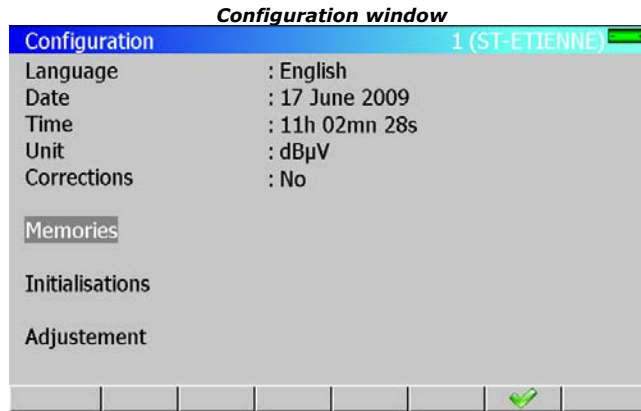 Configuration window
Configuration 1 (ST-ETIENNE)
Language : English
Date : 17 June 2009
Time : 11h 02mn 28s
Unit : dBµV
Corrections : No
Memories
Initialisations
Adjustement